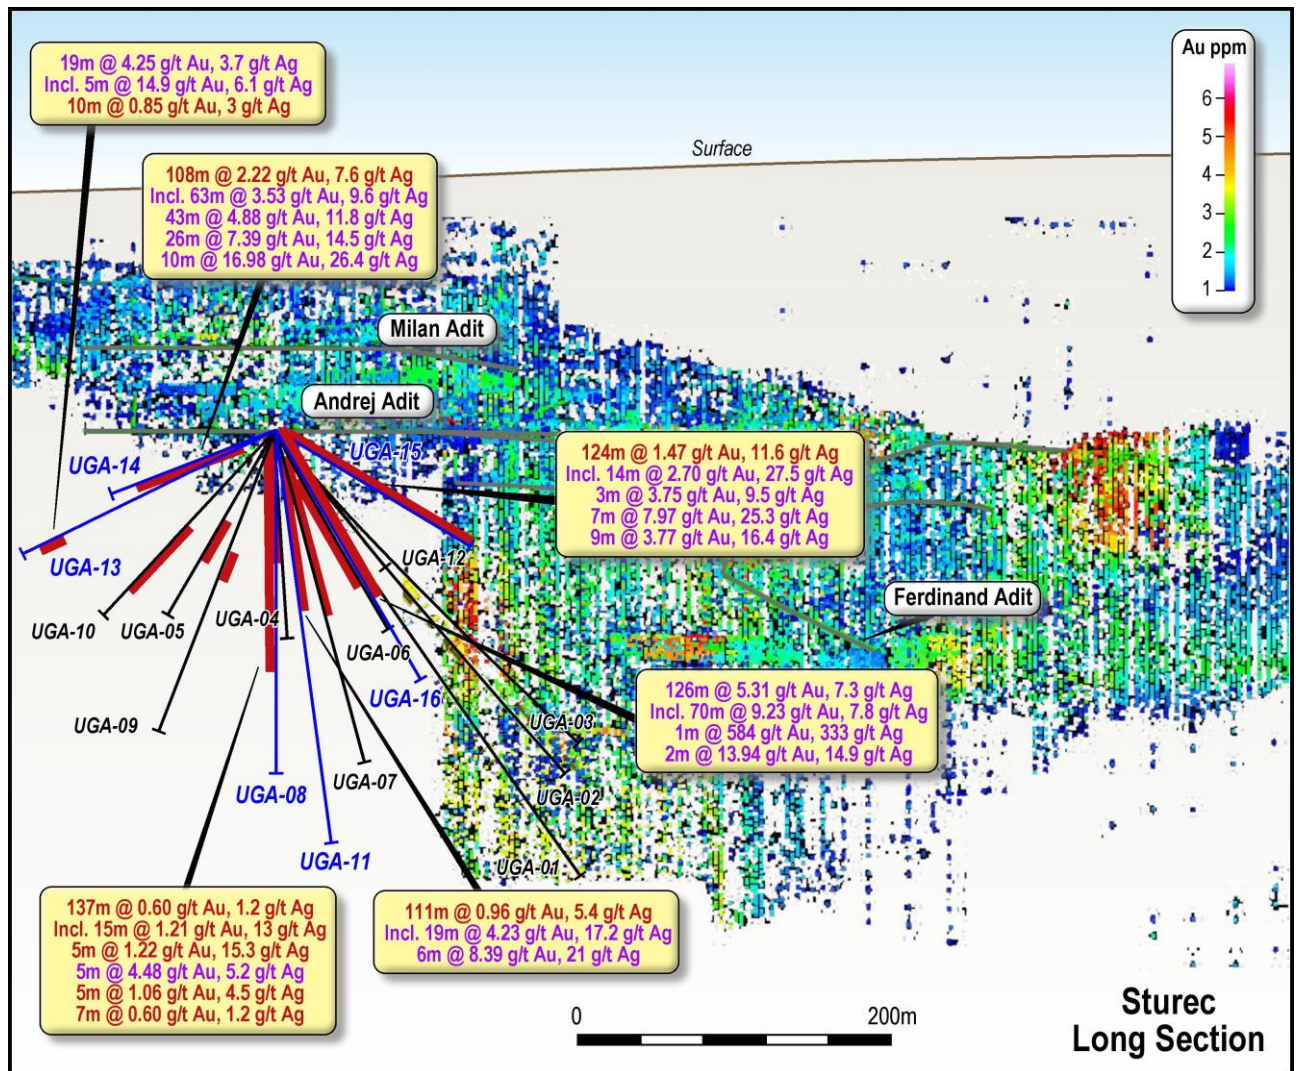 19m @ 4.25 g/t Au, 3.7 g/t Ag
Incl. 5m @ 14.9 g/t Au, 6.1 g/t Ag
10m @ 0.85 g/t Au, 3 g/t Ag
Au ppm
6
5
4
3
2
1
Surface
108m @ 2.22 g/t Au, 7.6 g/t Ag
Incl. 63m @ 3.53 g/t Au, 9.6 g/t Ag
43m @ 4.88 g/t Au, 11.8 g/t Ag
26m @ 7.39 g/t Au, 14.5 g/t Ag
10m @ 16.98 g/t Au, 26.4 g/t Ag
Milan Adit
Andrej Adit
UGA-14
UGA-15
124m @ 1.47 g/t Au, 11.6 g/t Ag
Incl. 14m @ 2.70 g/t Au, 27.5 g/t Ag
3m @ 3.75 g/t Au, 9.5 g/t Ag
7m @ 7.97 g/t Au, 25.3 g/t Ag
9m @ 3.77 g/t Au, 16.4 g/t Ag
UGA-13
UGA-12
Ferdinand Adit
UGA-10
UGA-05
UGA-04
UGA-06
UGA-16
126m @ 5.31 g/t Au, 7.3 g/t Ag
Incl. 70m @ 9.23 g/t Au, 7.8 g/t Ag
1m @ 584 g/t Au, 333 g/t Ag
2m @ 13.94 g/t Au, 14.9 g/t Ag
UGA-09
UGA-03
UGA-07
UGA-08
UGA-02
UGA-11
UGA-01
137m @ 0.60 g/t Au, 1.2 g/t Ag
Incl. 15m @ 1.21 g/t Au, 13 g/t Ag
5m @ 1.22 g/t Au, 15.3 g/t Ag
5m @ 4.48 g/t Au, 5.2 g/t Ag
5m @ 1.06 g/t Au, 4.5 g/t Ag
7m @ 0.60 g/t Au, 1.2 g/t Ag
111m @ 0.96 g/t Au, 5.4 g/t Ag
Incl. 19m @ 4.23 g/t Au, 17.2 g/t Ag
6m @ 8.39 g/t Au, 21 g/t Ag
0
200m
Sturec
Long Section